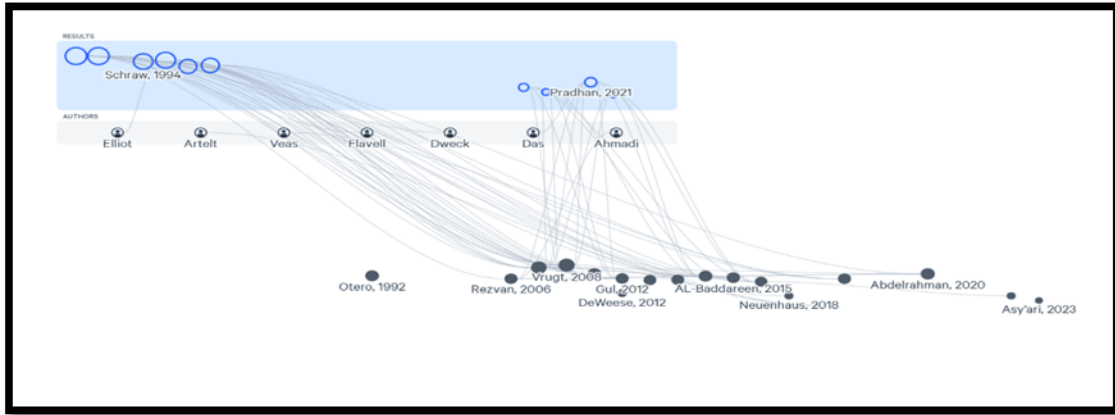 RESULTS
Schraw, 1994
Pradhan, 2021
AUTHORS
Elliot
Artelt
Veas
Flavell
Dweck
Das
Ahmadi
Vrugt, 2008
Otero, 1992
Rezvan, 2006
Gul, 2012
AL-Baddareen, 2015
Abdelrahman, 2020
DeWeese, 2012
Neuenhaus, 2018
Asy'ari, 2023